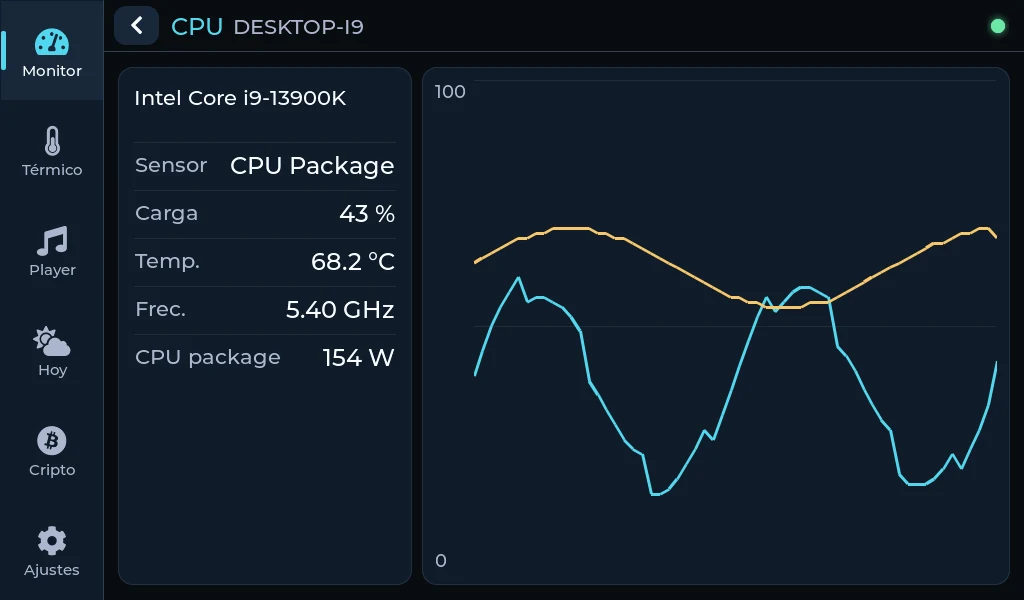 Monitor
Térmico
Player
Hoy
Cripto
Ajustes
CPU DESKTOP-I9
Intel Core i9-13900K
Sensor CPU Package
Carga 43 %
Temp. 68.2 °C
Frec. 5.40 GHz
CPU package 154 W
100
0